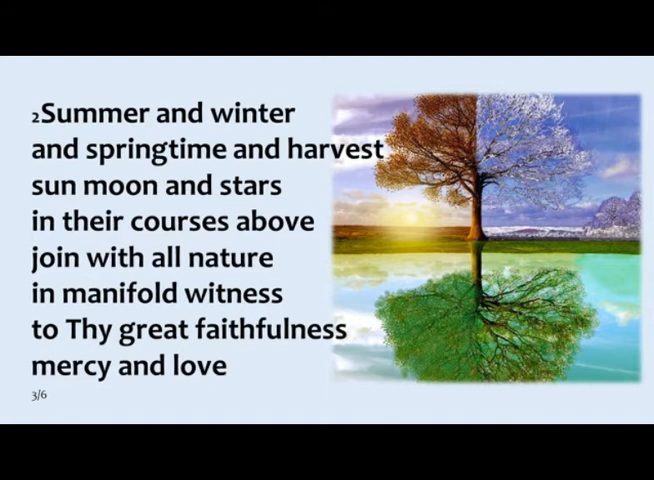 2Summer and winter
and springtime and harvest
sun moon and stars
in their courses above
join with all nature
in manifold witness
to Thy great faithfulness
mercy and love
3/6